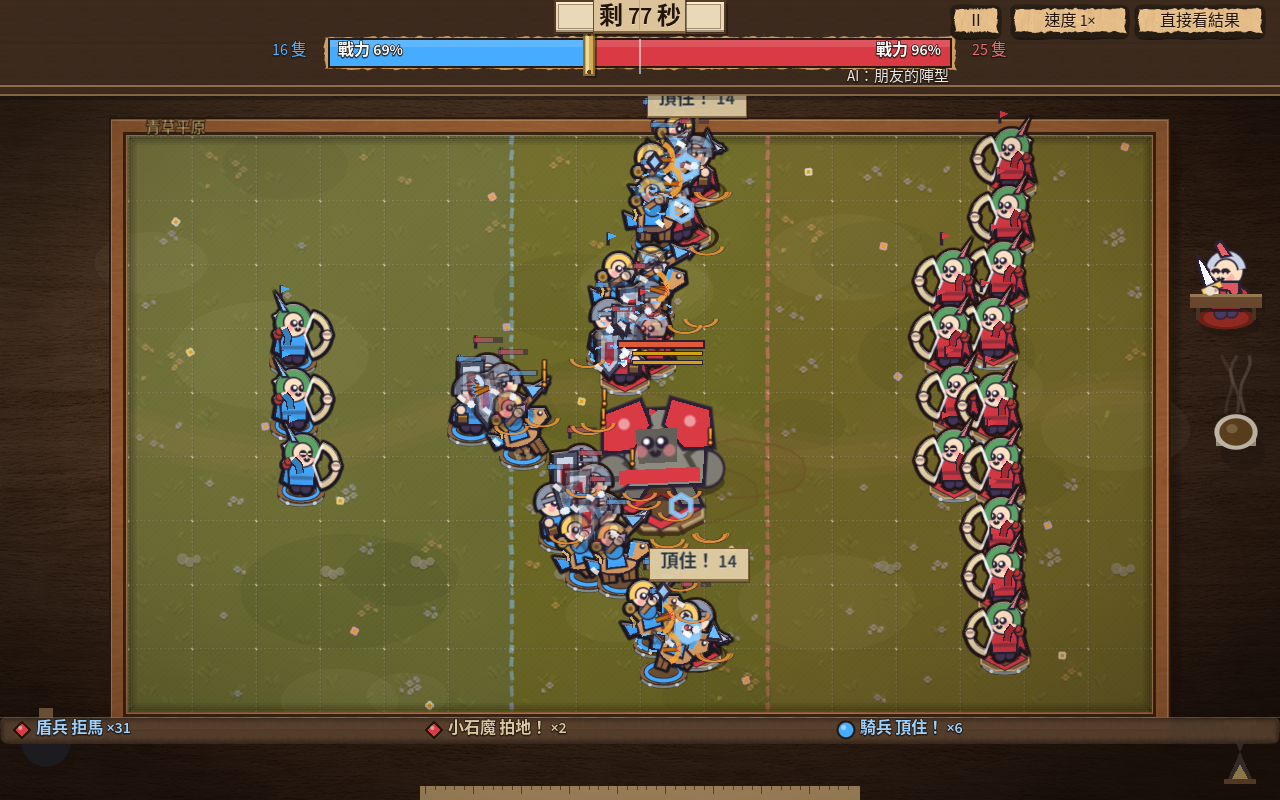 剩 77 秒
II
速度 1×
直接看結果
16 隻
戰力 69%
戰力 96%
25 隻
AI：朋友的陣型
頂住！ 14
青草平原
頂住！ 14
盾兵 拒馬 ×31
小石魔 拍地！ ×2
騎兵 頂住！ ×6